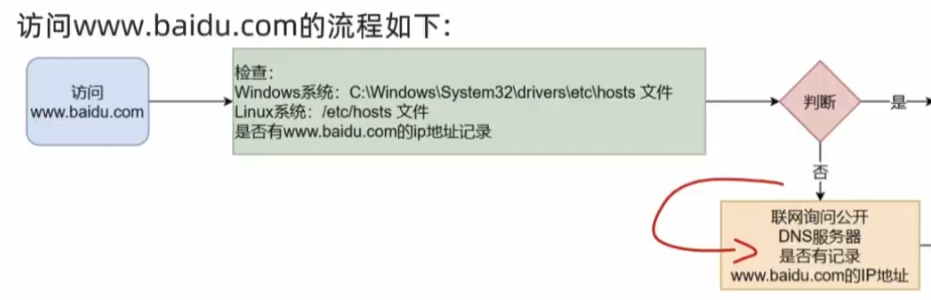 访问www.baidu.com的流程如下：
访问
www.baidu.com
检查：
Windows系统：C:\Windows\System32\drivers\etc\hosts 文件
Linux系统：/etc/hosts 文件
是否有www.baidu.com的ip地址记录
判断
是
否
联网询问公开
DNS服务器
是否有记录
www.baidu.com的IP地址